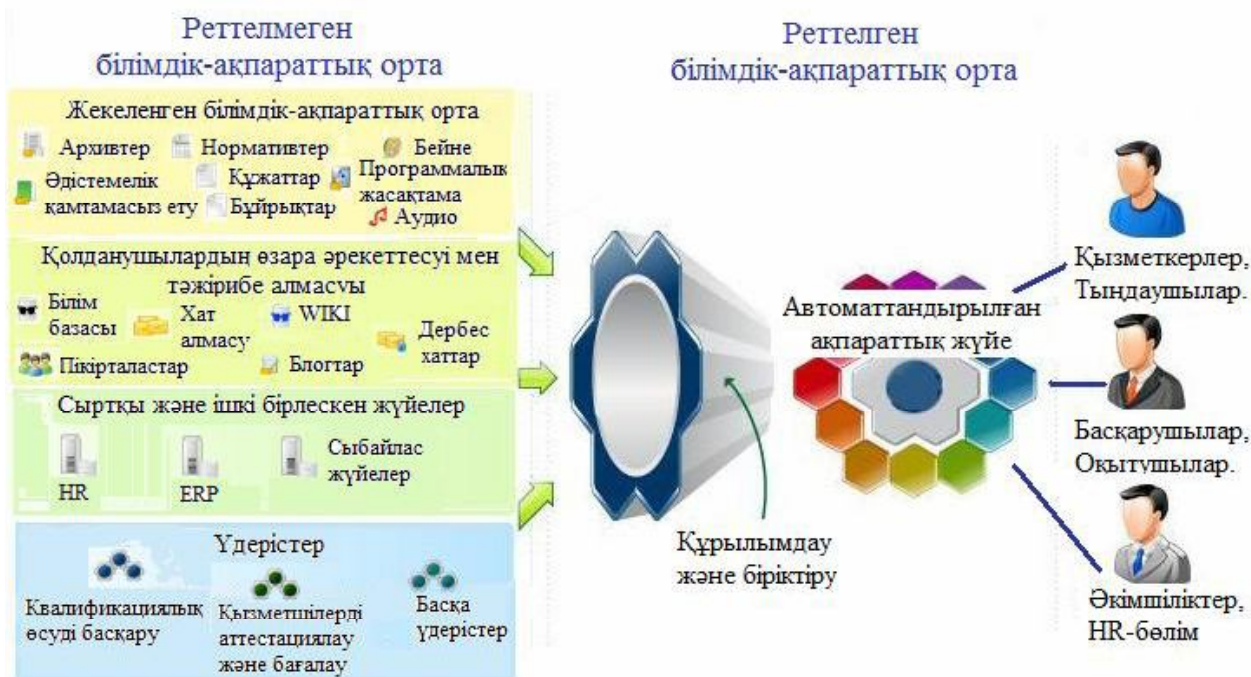 Реттелмеген
білімдік-ақпараттық орта
Жекеленген білімдік-ақпараттық орта
Архивтер
Нормативтер
Бейне
Әдістемелік
қамтамасыз ету
Құжаттар
Бұйрықтар
Программалық
жасақтама
Аудио
Қолданушылардың өзара әрекеттесуі мен
тәжірибе алмасуы
Білім
базасы
Хат
алмасу
WIKI
Дербес
хаттар
Пікірталастар
Блогтар
Сыртқы және ішкі бірлескен жүйелер
HR
ERP
Сыбайлас
жүйелер
Үдерістер
Квалификациялық
өсуді басқару
Қызметшілерді
аттестациялау
және бағалау
Басқа
үдерістер
Реттелген
білімдік-ақпараттық орта
Құрылымдау
және біріктіру
Автоматтандырылған
ақпараттық жүйе
Қызметкерлер,
Тыңдаушылар.
Басқарушылар,
Оқытушылар.
Әкімшіліктер,
HR-бөлім